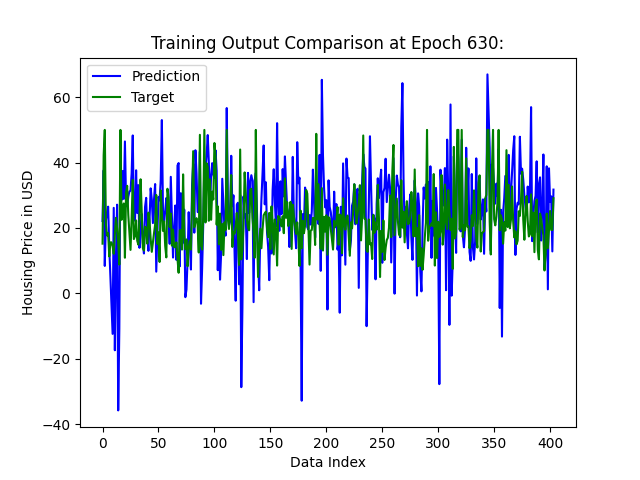 Training Output Comparison at Epoch 630:
Prediction
Target
Housing Price in USD
60
40
20
0
−20
−40
0 50 100 150 200 250 300 350 400
Data Index